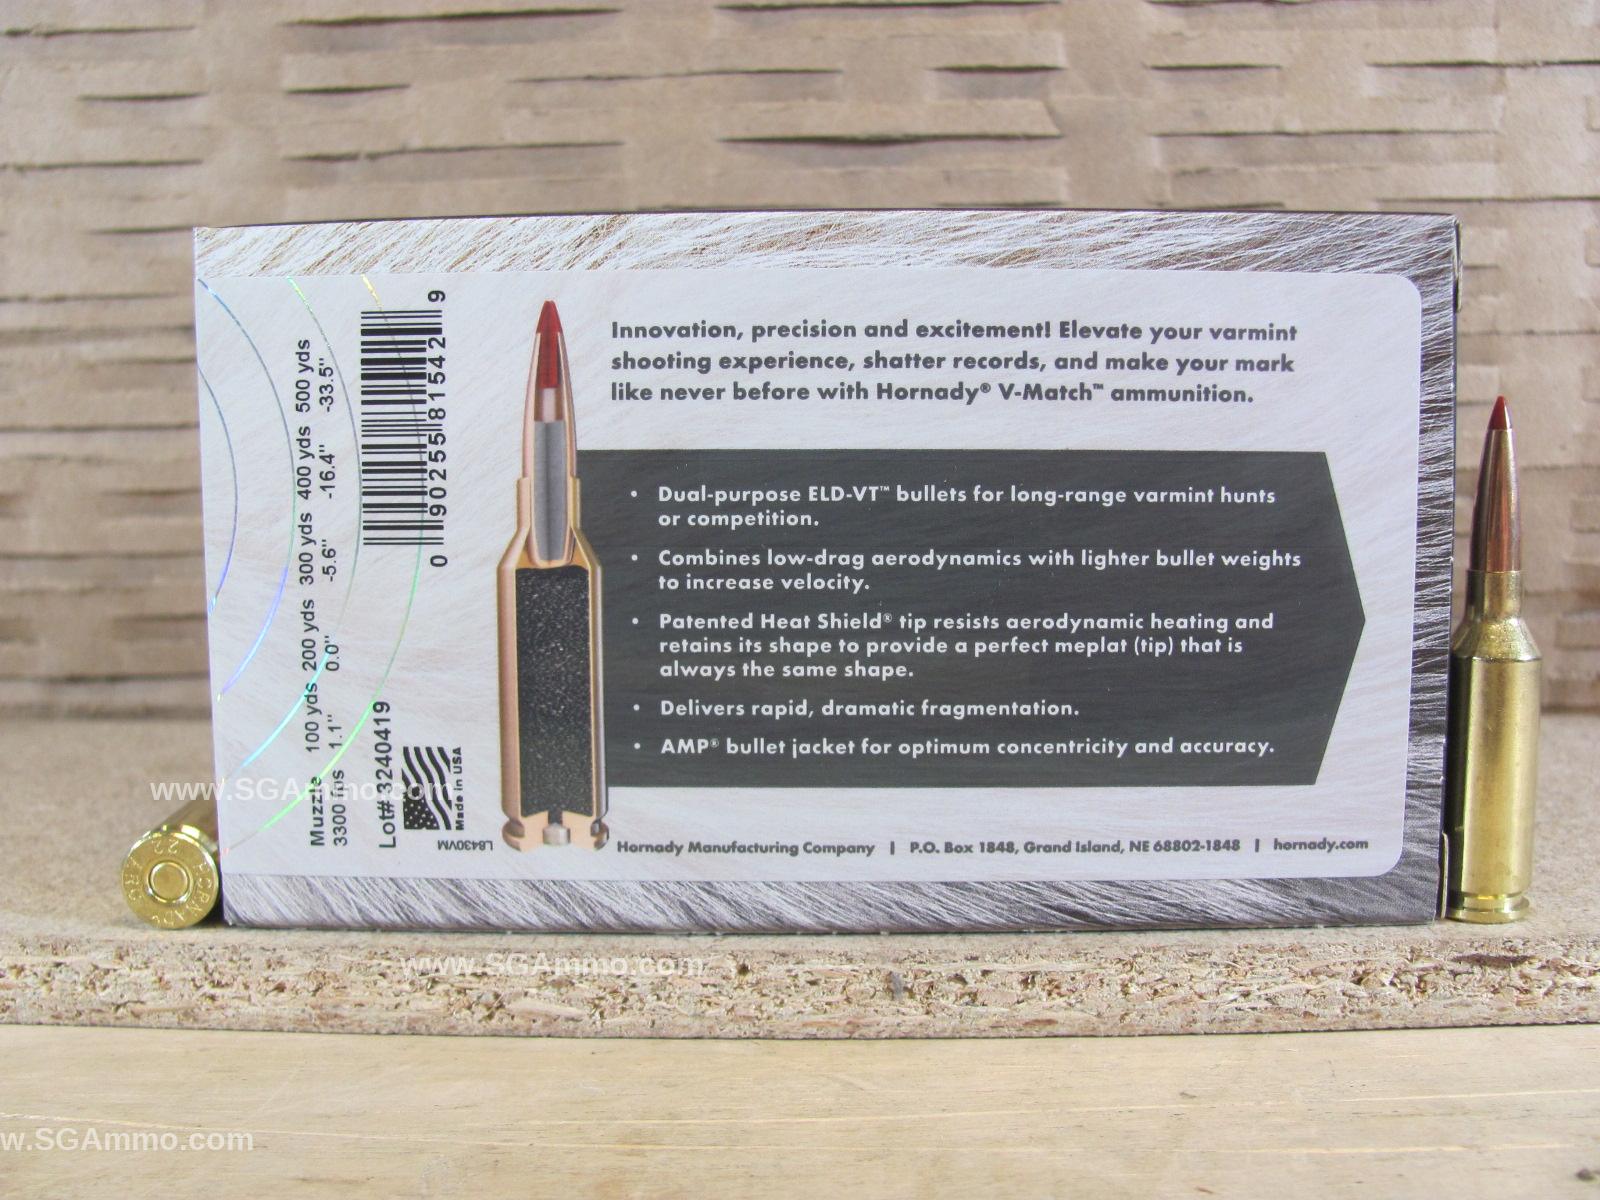 Innovation, precision and excitement! Elevate your varmint
shooting experience, shatter records, and make your mark
like never before with Hornady® V-Match™ ammunition.
• Dual-purpose ELD-VT™ bullets for long-range varmint hunts
or competition.
• Combines low-drag aerodynamics with lighter bullet weights
to increase velocity.
• Patented Heat Shield® tip resists aerodynamic heating and
retains its shape to provide a perfect meplat (tip) that is
always the same shape.
• Delivers rapid, dramatic fragmentation.
• AMP® bullet jacket for optimum concentricity and accuracy.
Hornady Manufacturing Company | P.O. Box 1848, Grand Island, NE 68802-1848 | hornady.com
Muzzle 100 yds 200 yds 300 yds 400 yds 500 yds
3300 fps 1.1" 0.0" -5.6" -16.4" -33.5"
Lot# 3240419
0 90255 81542 9
Made in USA
L8430VM
HORNADY
22 ARC
www.SGAmmo.com
www.SGAmmo.com
w.SGAmmo.com